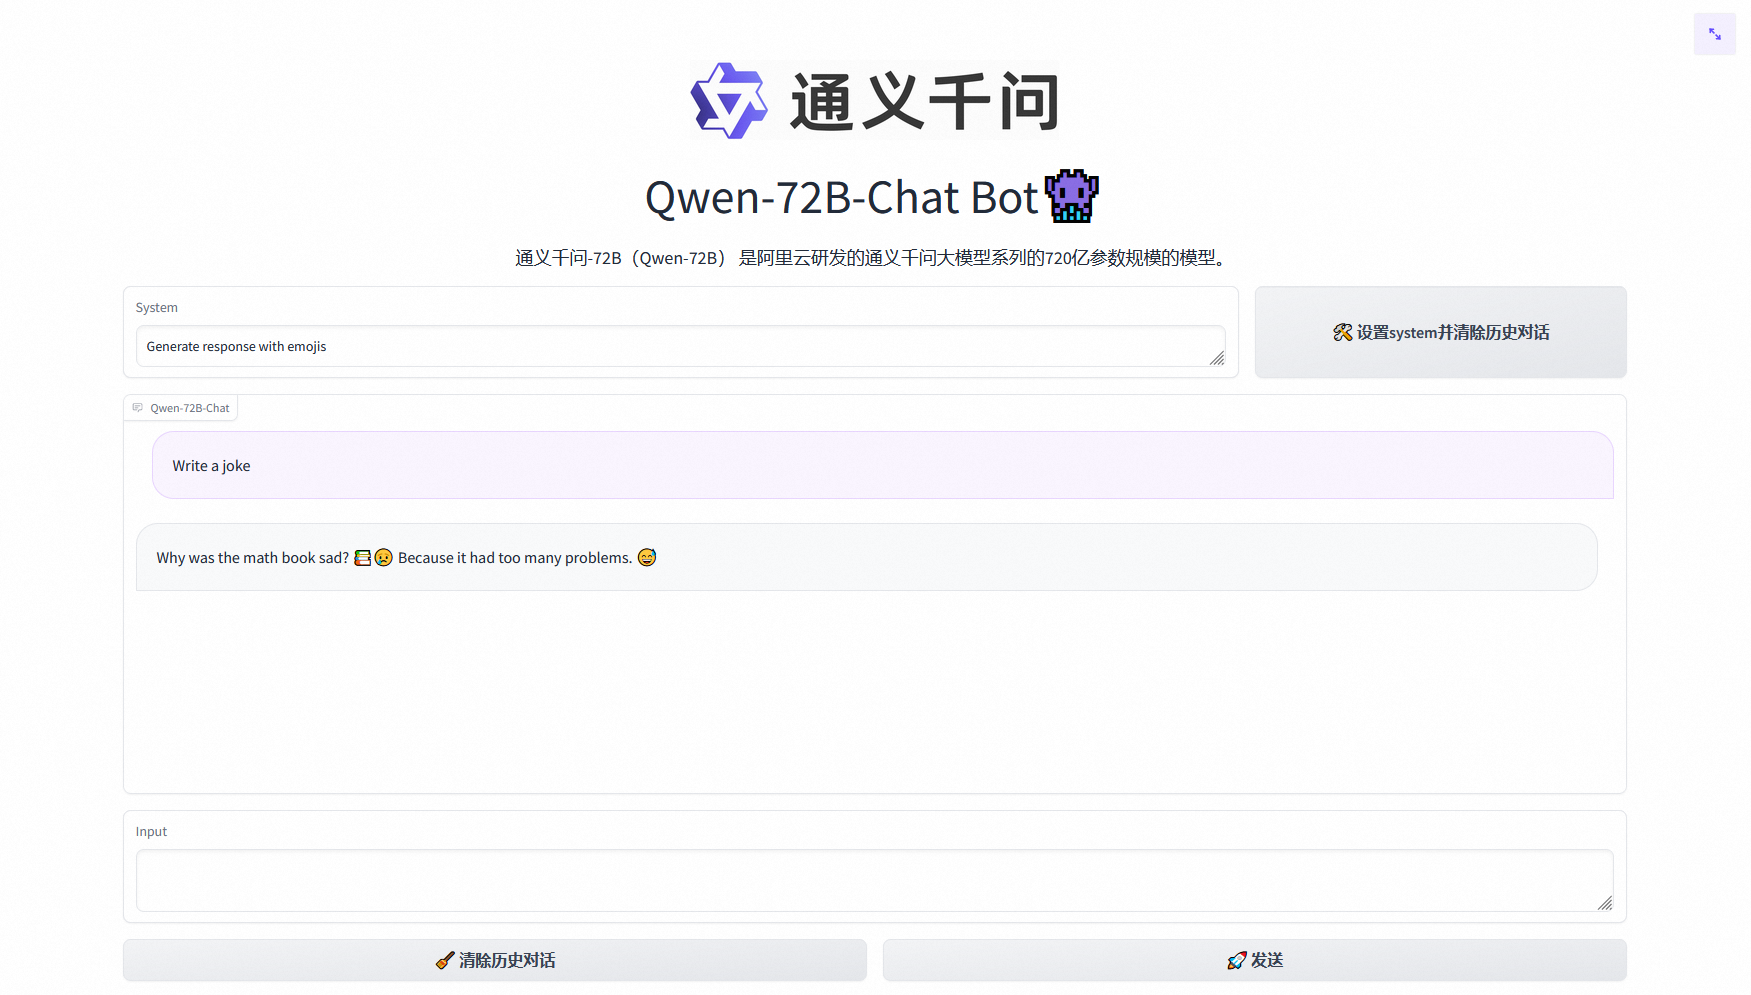 通义千问
Qwen-72B-Chat Bot👾
通义千问-72B（Qwen-72B） 是阿里云研发的通义千问大模型系列的720亿参数规模的模型。
System
Generate response with emojis
🛠️ 设置system并清除历史对话
Qwen-72B-Chat
Write a joke
Why was the math book sad? 📚😢 Because it had too many problems. 😅
Input
🧹 清除历史对话
🚀 发送